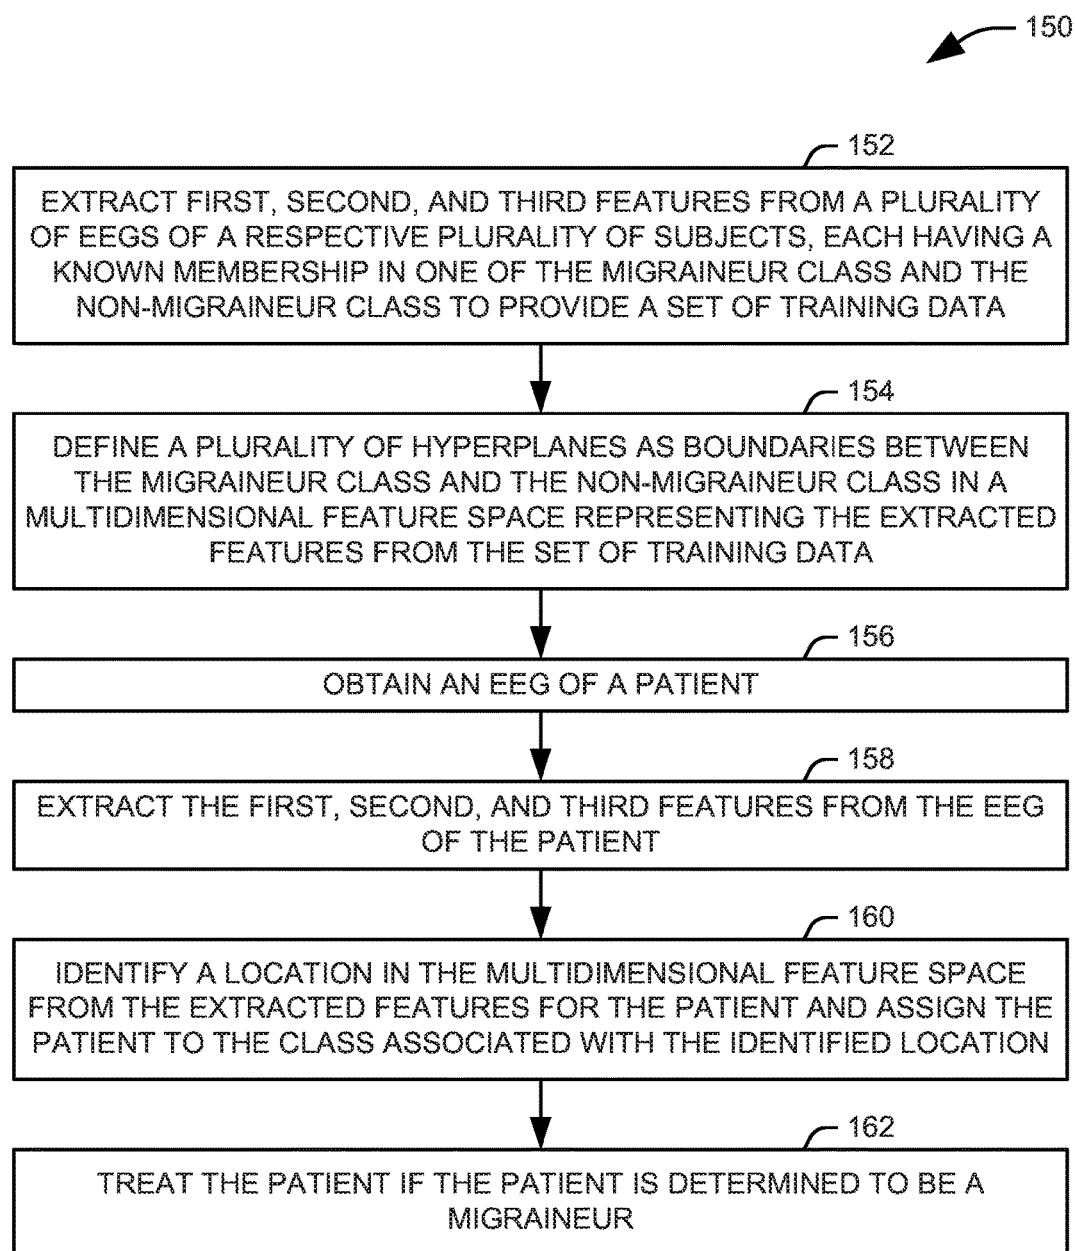 150
152
EXTRACT FIRST, SECOND, AND THIRD FEATURES FROM A PLURALITY
OF EEGS OF A RESPECTIVE PLURALITY OF SUBJECTS, EACH HAVING A
KNOWN MEMBERSHIP IN ONE OF THE MIGRAINEUR CLASS AND THE
NON-MIGRAINEUR CLASS TO PROVIDE A SET OF TRAINING DATA
154
DEFINE A PLURALITY OF HYPERPLANES AS BOUNDARIES BETWEEN
THE MIGRAINEUR CLASS AND THE NON-MIGRAINEUR CLASS IN A
MULTIDIMENSIONAL FEATURE SPACE REPRESENTING THE EXTRACTED
FEATURES FROM THE SET OF TRAINING DATA
156
OBTAIN AN EEG OF A PATIENT
158
EXTRACT THE FIRST, SECOND, AND THIRD FEATURES FROM THE EEG
OF THE PATIENT
160
IDENTIFY A LOCATION IN THE MULTIDIMENSIONAL FEATURE SPACE
FROM THE EXTRACTED FEATURES FOR THE PATIENT AND ASSIGN THE
PATIENT TO THE CLASS ASSOCIATED WITH THE IDENTIFIED LOCATION
162
TREAT THE PATIENT IF THE PATIENT IS DETERMINED TO BE A
MIGRAINEUR